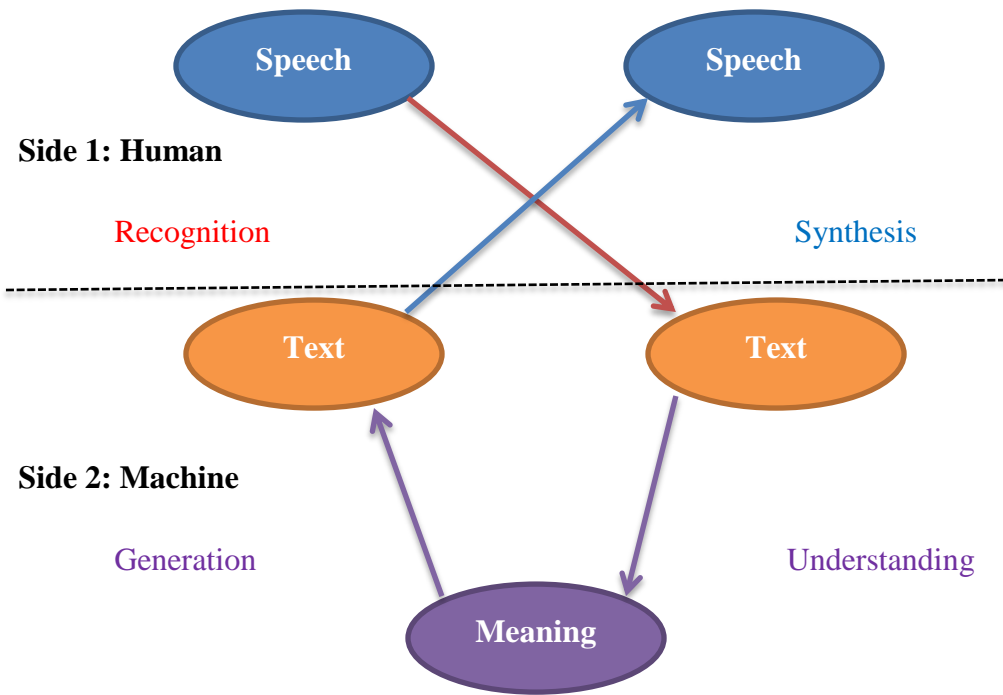 Speech
Speech
Side 1: Human
Recognition
Synthesis
Text
Text
Side 2: Machine
Generation
Understanding
Meaning